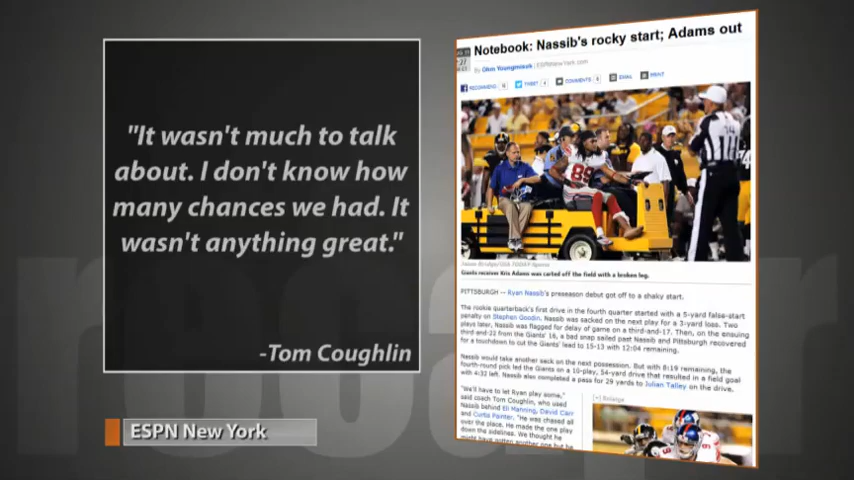 "It wasn't much to talk
about. I don't know how
many chances we had. It
wasn't anything great."
-Tom Coughlin
ESPN New York
Notebook: Nassib's rocky start; Adams out
By Ohm Youngmisuk | ESPNNewYork.com
RECOMMEND
TWEET
COMMENTS
EMAIL
PRINT
89
Giants receiver Kris Adams was carted off the field with a broken leg.
PITTSBURGH -- Ryan Nassib's preseason debut got off to a shaky start.
The rookie quarterback's first drive in the fourth quarter started with a 5-yard false-start
penalty on Stephen Goodin. Nassib was sacked on the next play for a 3-yard loss. Two
plays later, Nassib was flagged for delay of game on a third-and-17. Then, on the ensuing
third-and-22 from the Giants' 16, a bad snap sailed past Nassib and Pittsburgh recovered
for a touchdown to cut the Giants' lead to 15-13 with 12:04 remaining.
Nassib would take another sack on the next possession. But with 8:19 remaining, the
fourth-round pick led the Giants on a 10-play, 54-yard drive that resulted in a field goal
with 4:32 left. Nassib also completed a pass for 29 yards to Julian Talley on the drive.
"We'll have to let Ryan play some,"
said coach Tom Coughlin, who used
Nassib behind Eli Manning, David Carr
and Curtis Painter. "He was chased all
over the place. He made the one play
down the sidelines. We thought he
might have gotten another one but he
Enlarge